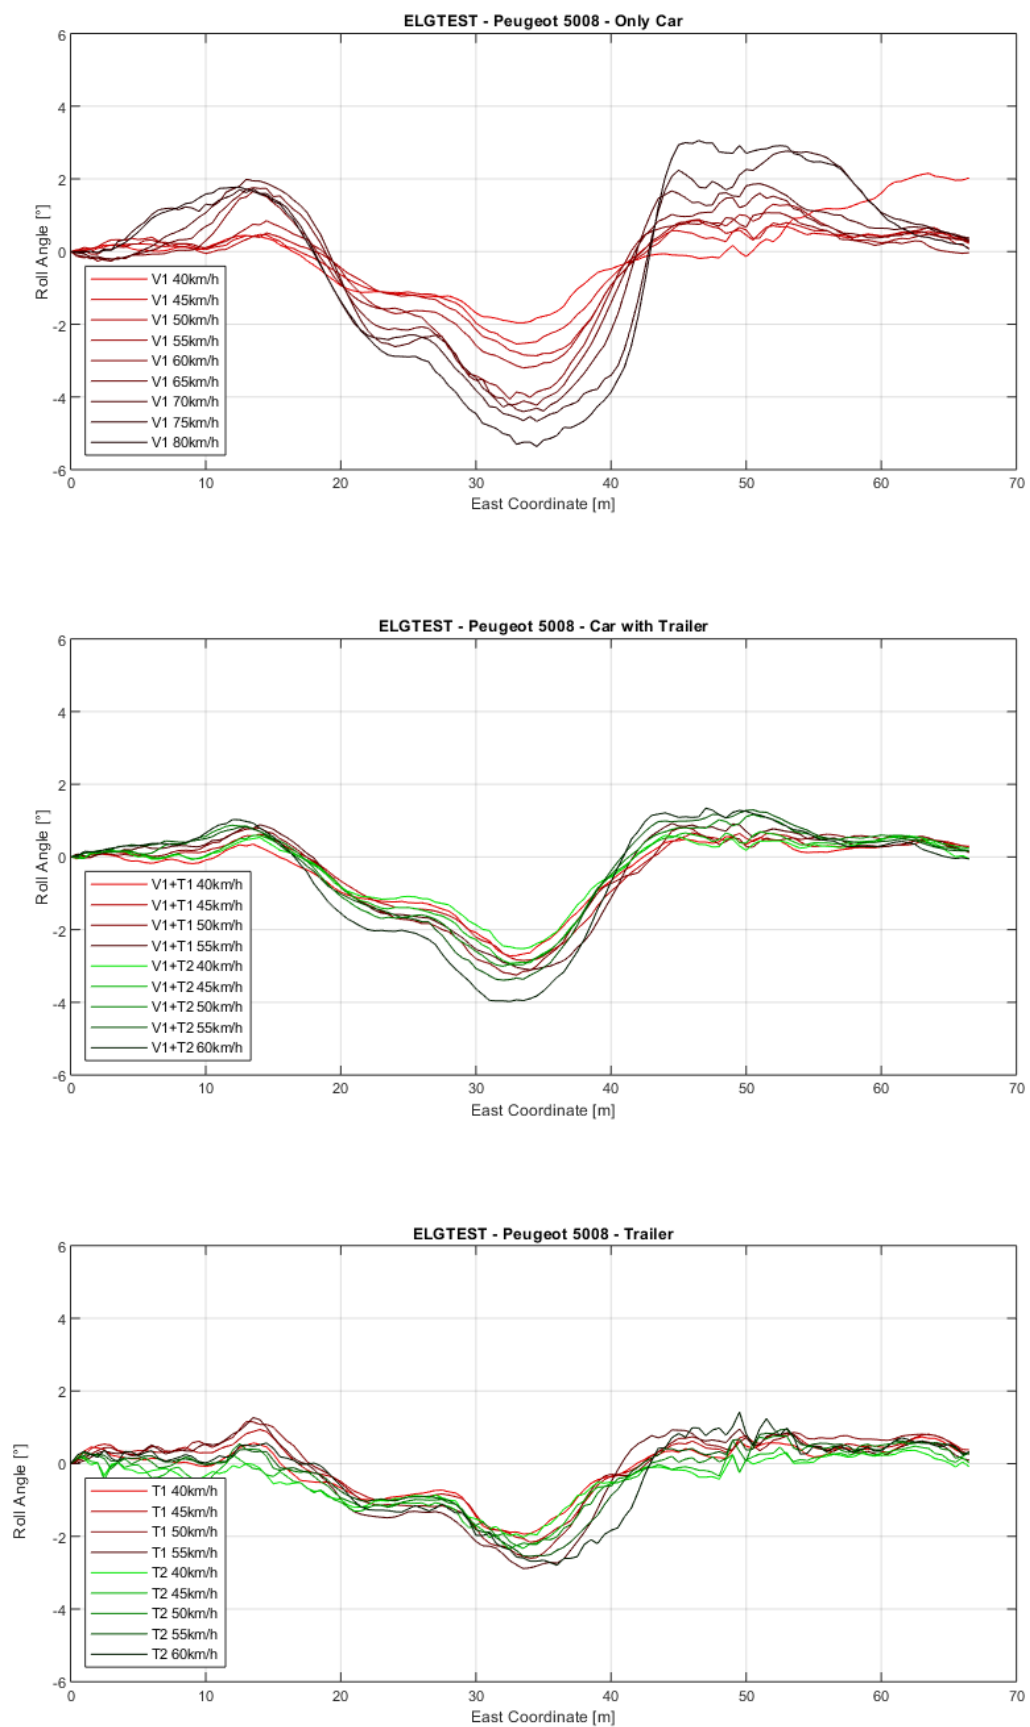 ELGTEST - Peugeot 5008 - Only Car
6
4
2
0
-2
-4
-6
Roll Angle [°]
V1 40km/h
V1 45km/h
V1 50km/h
V1 55km/h
V1 60km/h
V1 65km/h
V1 70km/h
V1 75km/h
V1 80km/h
0 10 20 30 40 50 60 70
East Coordinate [m]
ELGTEST - Peugeot 5008 - Car with Trailer
6
4
2
0
-2
-4
-6
Roll Angle [°]
V1+T1 40km/h
V1+T1 45km/h
V1+T1 50km/h
V1+T1 55km/h
V1+T2 40km/h
V1+T2 45km/h
V1+T2 50km/h
V1+T2 55km/h
V1+T2 60km/h
0 10 20 30 40 50 60 70
East Coordinate [m]
ELGTEST - Peugeot 5008 - Trailer
6
4
2
0
-2
-4
-6
Roll Angle [°]
T1 40km/h
T1 45km/h
T1 50km/h
T1 55km/h
T2 40km/h
T2 45km/h
T2 50km/h
T2 55km/h
T2 60km/h
0 10 20 30 40 50 60 70
East Coordinate [m]